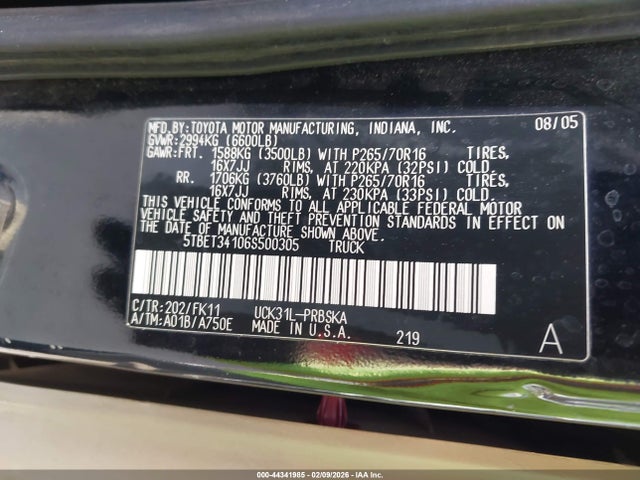 MFD.BY:TOYOTA MOTOR MANUFACTURING, INDIANA, INC. 08/05
GVWR:2994KG (6600LB)
GAWR:FRT. 1588KG (3500LB) WITH P265/70R16 TIRES,
16X7JJ RIMS, AT 220KPA (32PSI) COLD.
RR. 1706KG (3760LB) WITH P265/70R16 TIRES,
16X7JJ RIMS, AT 230KPA (33PSI) COLD.
THIS VEHICLE CONFORMS TO ALL APPLICABLE FEDERAL MOTOR
VEHICLE SAFETY AND THEFT PREVENTION STANDARDS IN EFFECT ON
THE DATE OF MANUFACTURE SHOWN ABOVE.
5TBET34106S500305 TRUCK
C/TR:202/FK11 UCK31L-PRBSKA
A/TM:A01B/A750E MADE IN U.S.A. 219 A
000-44341985 - 02/09/2026 - IAA Inc.